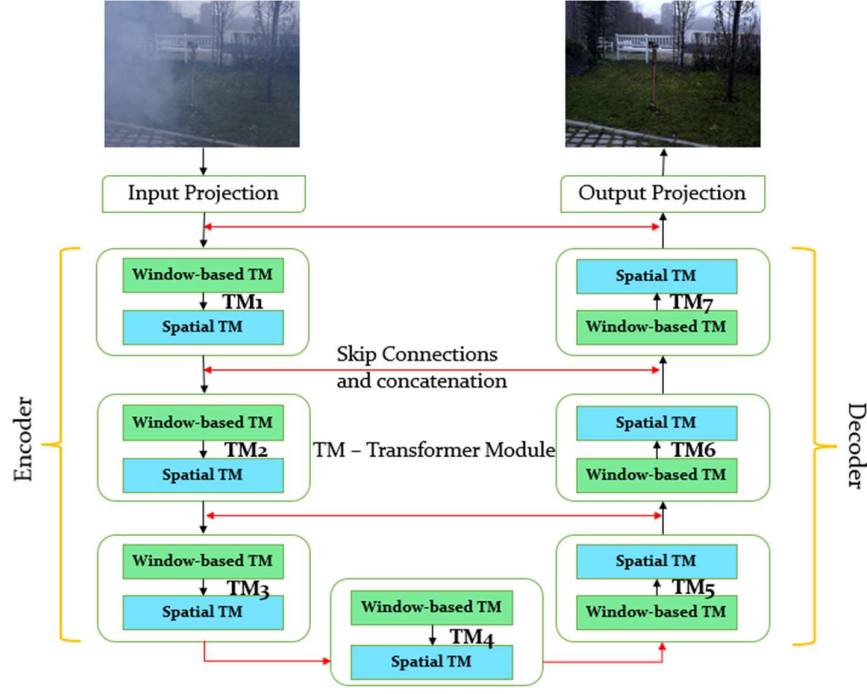 Input Projection
Output Projection
Encoder
Window-based TM
TM1
Spatial TM
Spatial TM
TM7
Window-based TM
Skip Connections
and concatenation
Window-based TM
TM2
Spatial TM
TM – Transformer Module
Spatial TM
TM6
Window-based TM
Decoder
Window-based TM
TM3
Spatial TM
Window-based TM
TM4
Spatial TM
Spatial TM
TM5
Window-based TM